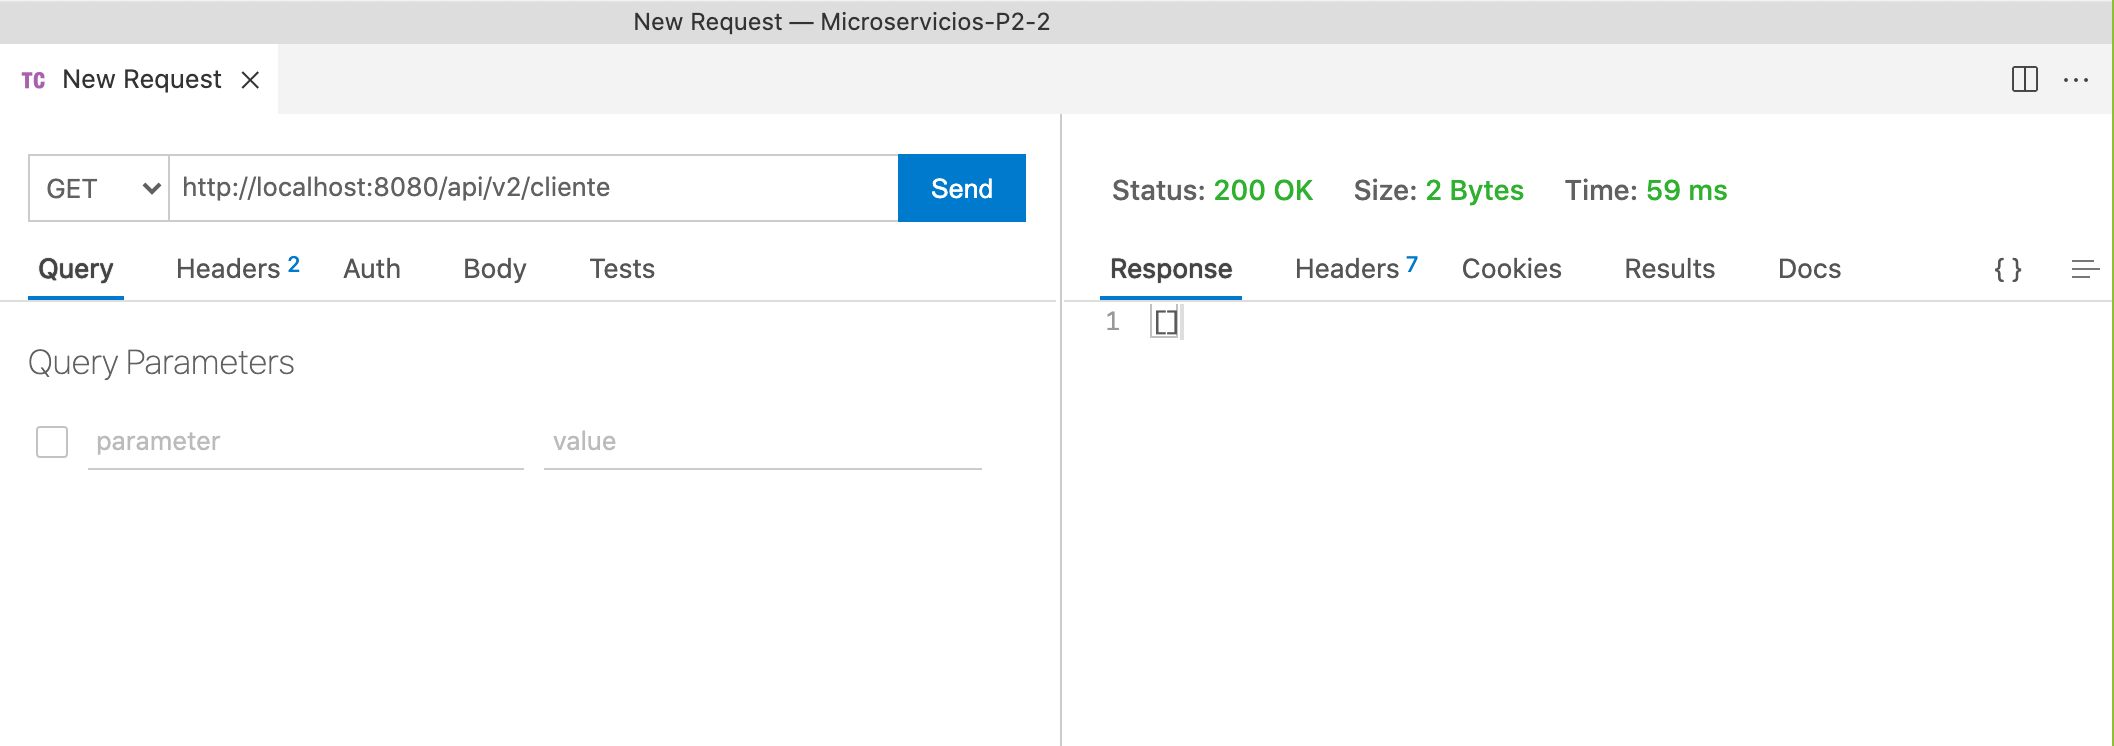 New Request — Microservicios-P2-2
TC New Request
GET http://localhost:8080/api/v2/cliente Send
Query Headers 2 Auth Body Tests
Query Parameters
parameter value
Status: 200 OK Size: 2 Bytes Time: 59 ms
Response Headers 7 Cookies Results Docs { }
1 []